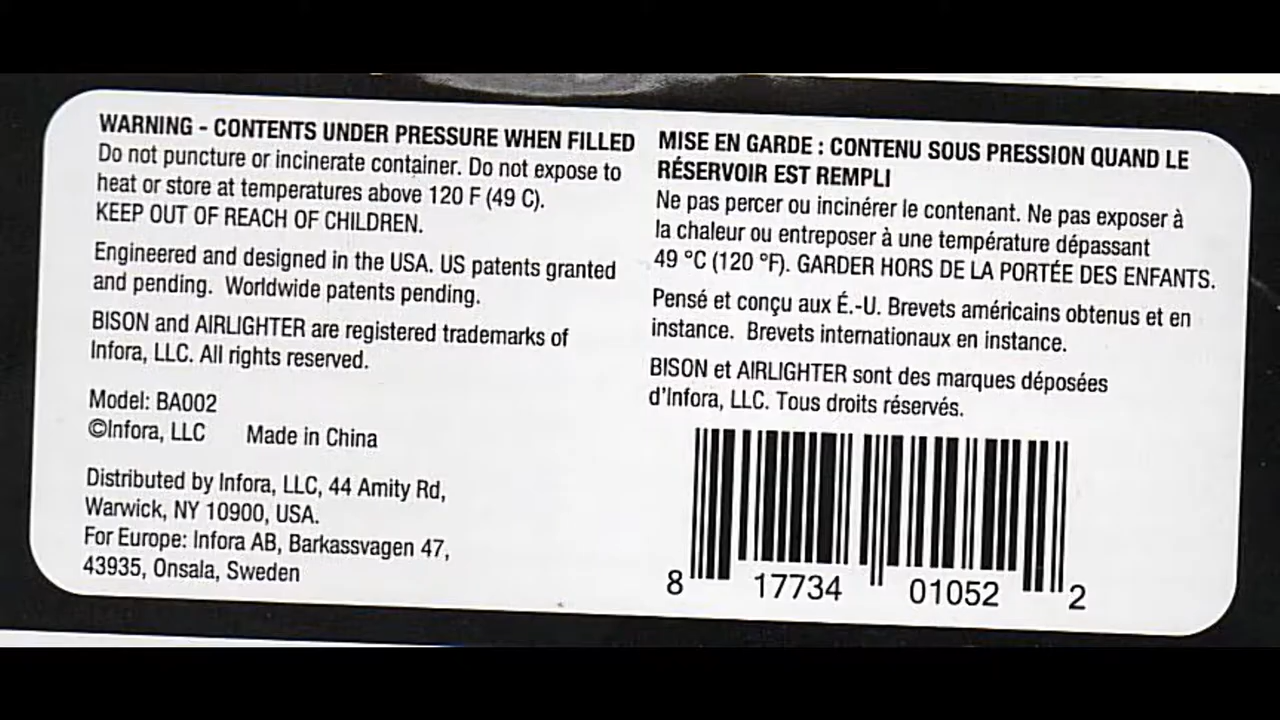 WARNING - CONTENTS UNDER PRESSURE WHEN FILLED
Do not puncture or incinerate container. Do not expose to
heat or store at temperatures above 120 F (49 C).
KEEP OUT OF REACH OF CHILDREN.
Engineered and designed in the USA. US patents granted
and pending. Worldwide patents pending.
BISON and AIRLIGHTER are registered trademarks of
Infora, LLC. All rights reserved.
Model: BA002
©Infora, LLC Made in China
Distributed by Infora, LLC, 44 Amity Rd,
Warwick, NY 10900, USA.
For Europe: Infora AB, Barkassvagen 47,
43935, Onsala, Sweden
MISE EN GARDE : CONTENU SOUS PRESSION QUAND LE
RÉSERVOIR EST REMPLI
Ne pas percer ou incinérer le contenant. Ne pas exposer à
la chaleur ou entreposer à une température dépassant
49 °C (120 °F). GARDER HORS DE LA PORTÉE DES ENFANTS.
Pensé et conçu aux É.-U. Brevets américains obtenus et en
instance. Brevets internationaux en instance.
BISON et AIRLIGHTER sont des marques déposées
d'Infora, LLC. Tous droits réservés.
8 17734 01052 2